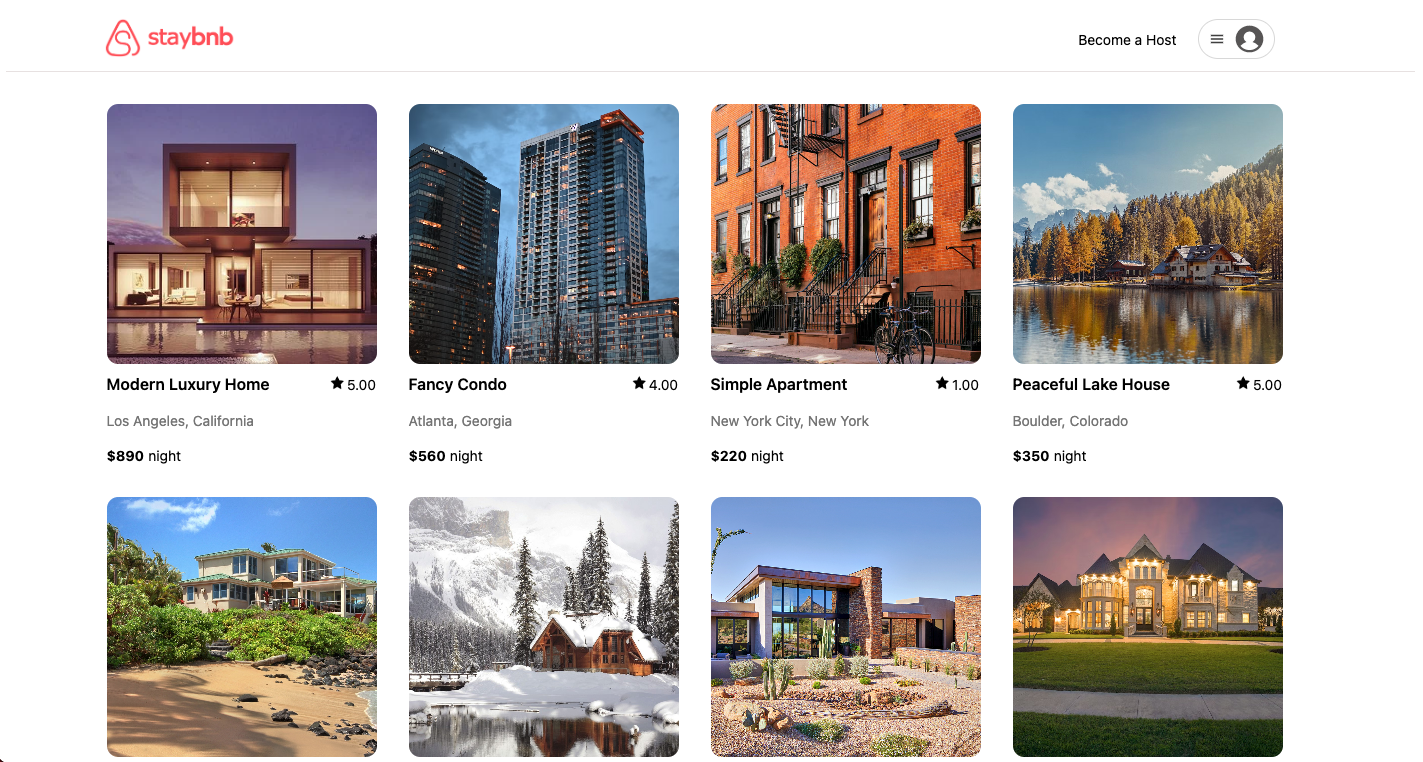 staybnb
Become a Host
Modern Luxury Home 5.00
Fancy Condo 4.00
Simple Apartment 1.00
Peaceful Lake House 5.00
Los Angeles, California
Atlanta, Georgia
New York City, New York
Boulder, Colorado
$890 night
$560 night
$220 night
$350 night